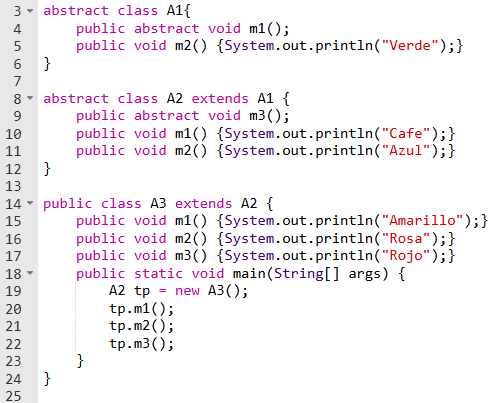 3 abstract class A1{
4     public abstract void m1();
5     public void m2() {System.out.println("Verde");}
6 }
7
8 abstract class A2 extends A1 {
9     public abstract void m3();
10     public void m1() {System.out.println("Cafe");}
11     public void m2() {System.out.println("Azul");}
12 }
13
14 public class A3 extends A2 {
15     public void m1() {System.out.println("Amarillo");}
16     public void m2() {System.out.println("Rosa");}
17     public void m3() {System.out.println("Rojo");}
18     public static void main(String[] args) {
19         A2 tp = new A3();
20         tp.m1();
21         tp.m2();
22         tp.m3();
23     }
24 }
25